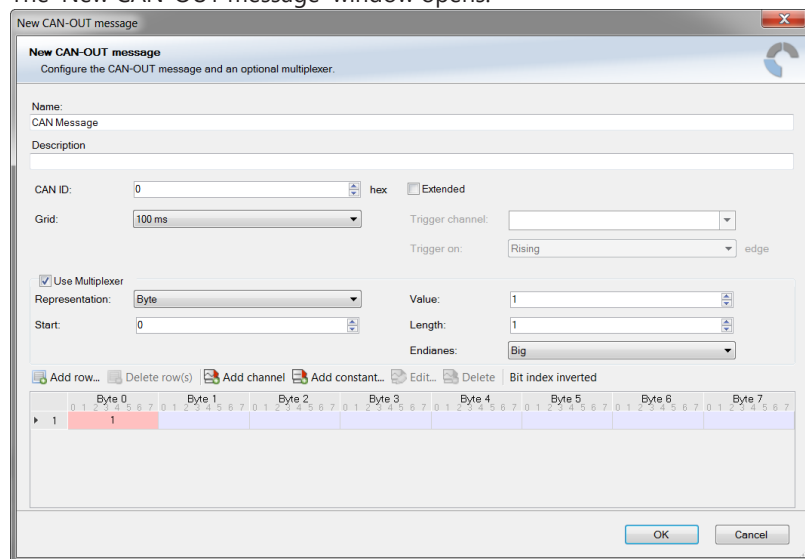 The 'New CAN-OUT message' window opens.
New CAN-OUT message
New CAN-OUT message
Configure the CAN-OUT message and an optional multiplexer.
Name:
CAN Message
Description
CAN ID: 0 hex Extended
Grid: 100 ms Trigger channel:
Trigger on: Rising edge
Use Multiplexer
Representation: Byte Value: 1
Start: 0 Length: 1
Endianes: Big
Add row... Delete row(s) Add channel Add constant... Edit... Delete Bit index inverted
Byte 0 Byte 1 Byte 2 Byte 3 Byte 4 Byte 5 Byte 6 Byte 7
0 1 2 3 4 5 6 7 0 1 2 3 4 5 6 7 0 1 2 3 4 5 6 7 0 1 2 3 4 5 6 7 0 1 2 3 4 5 6 7 0 1 2 3 4 5 6 7 0 1 2 3 4 5 6 7 0 1 2 3 4 5 6 7
1 1
OK Cancel